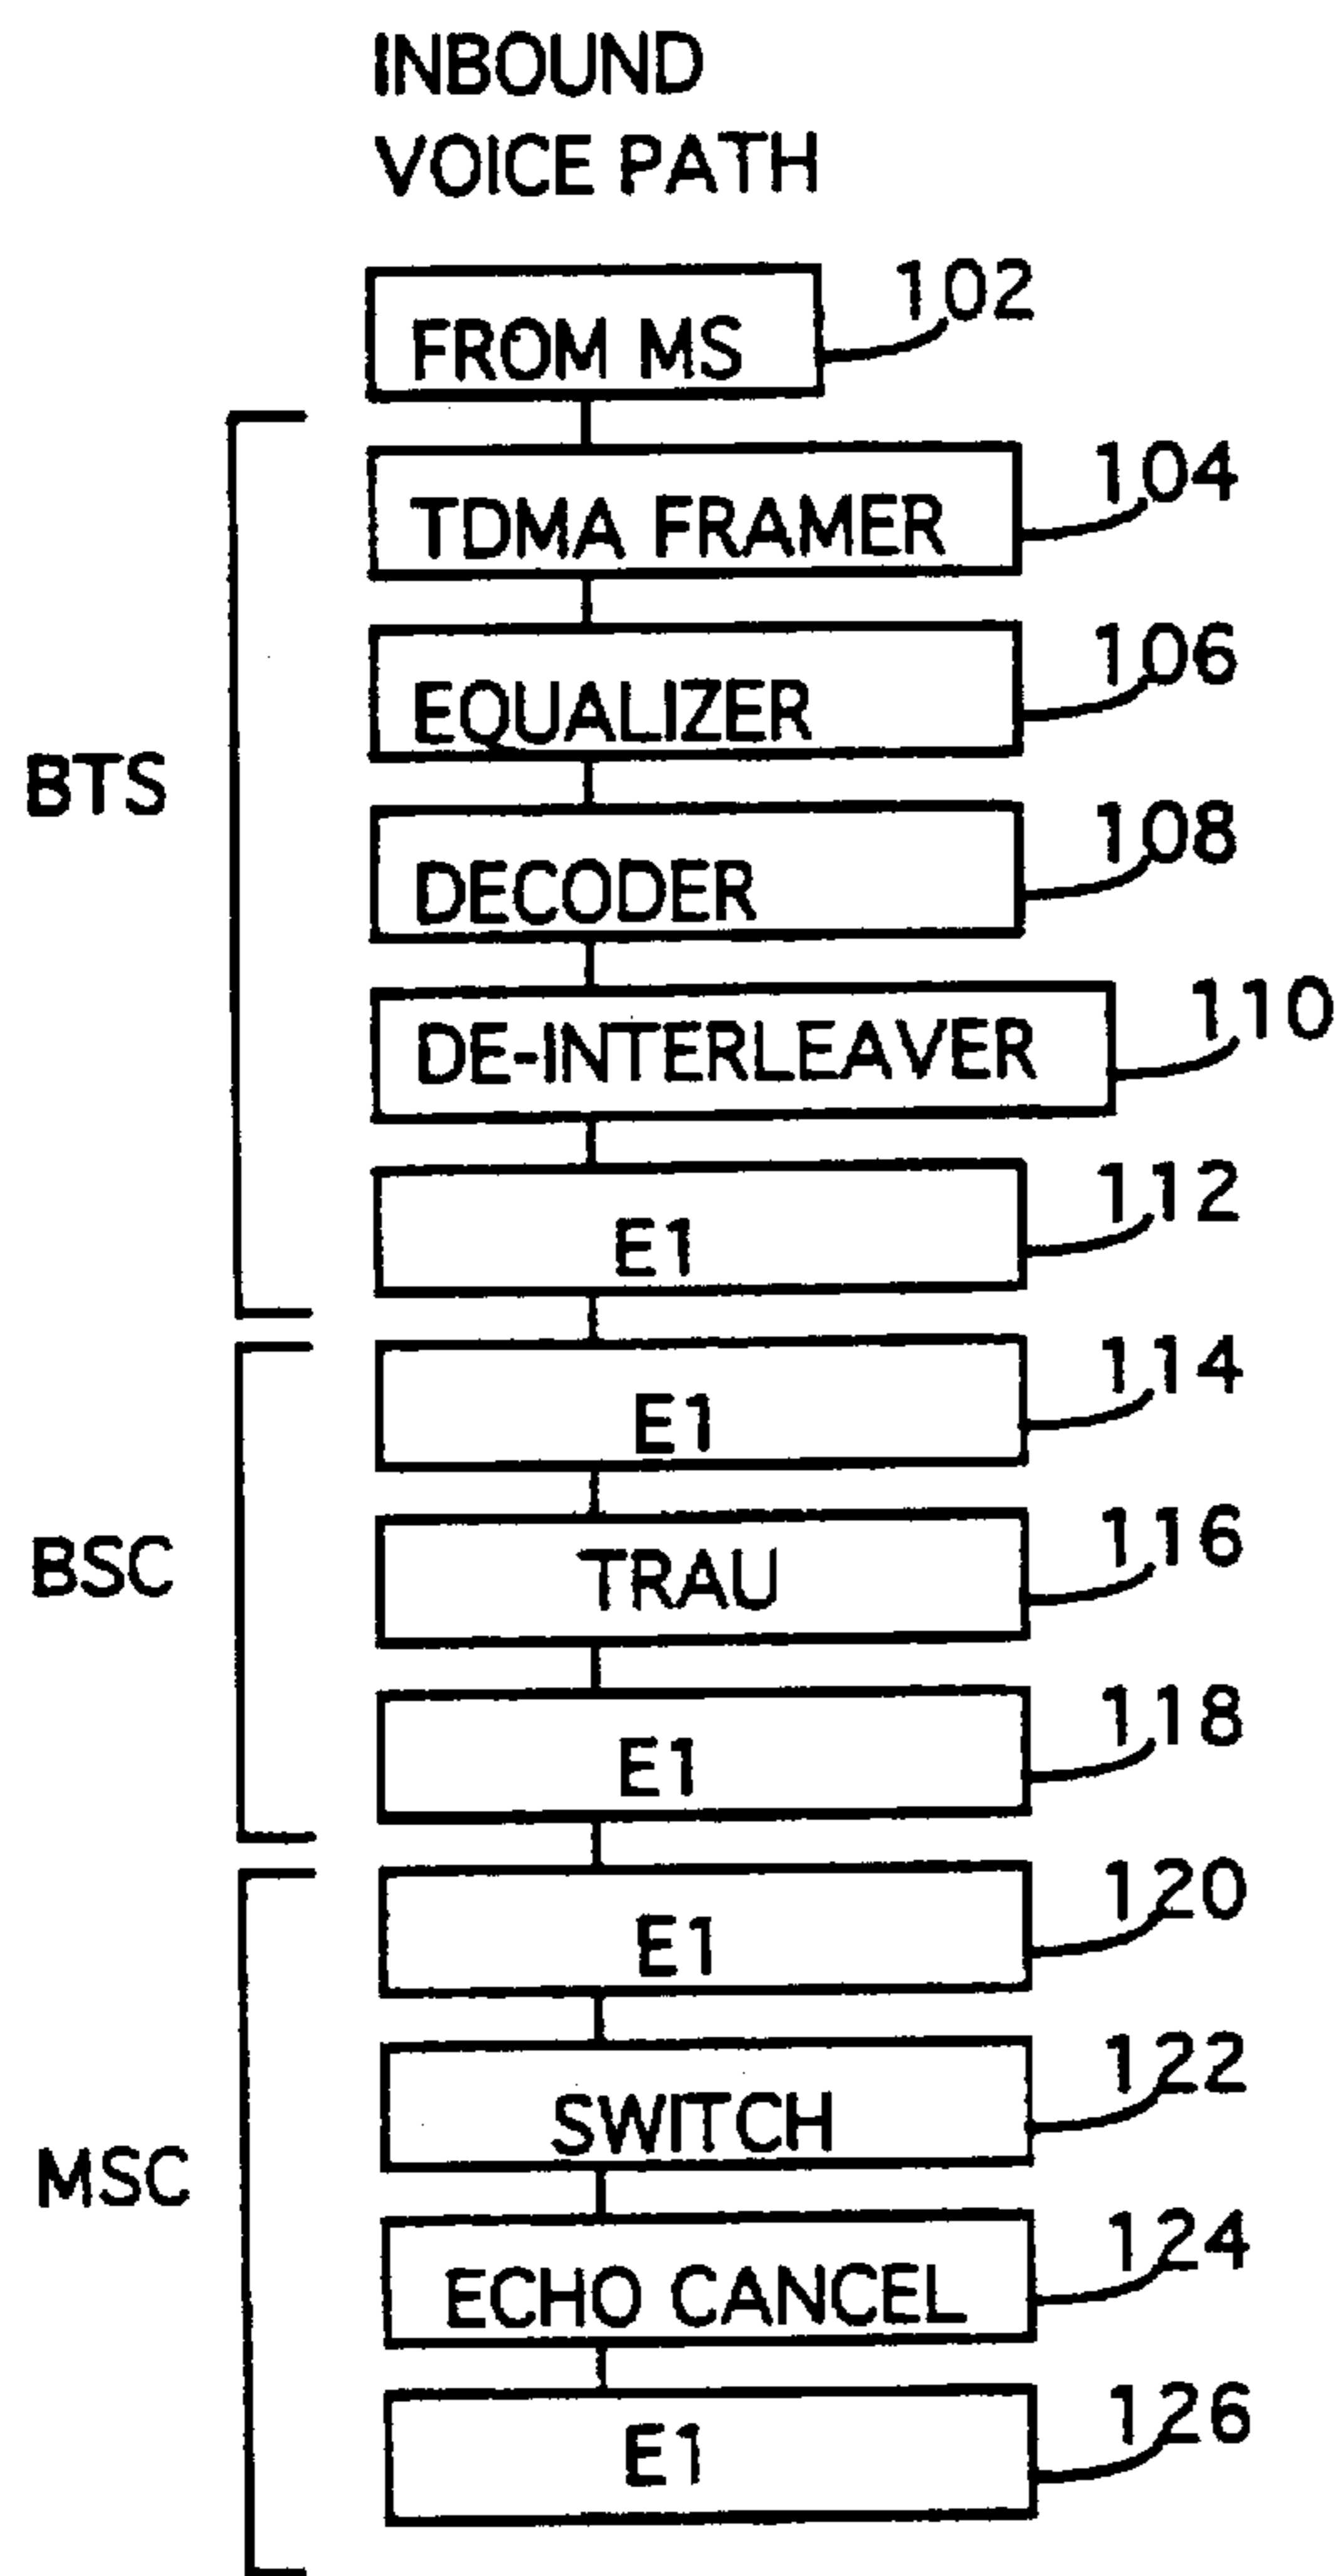 INBOUND
VOICE PATH
FROM MS 102
TDMA FRAMER 104
EQUALIZER 106
BTS
DECODER 108
DE-INTERLEAVER 110
E1 112
E1 114
BSC
TRAU 116
E1 118
E1 120
SWITCH 122
MSC
ECHO CANCEL 124
E1 126